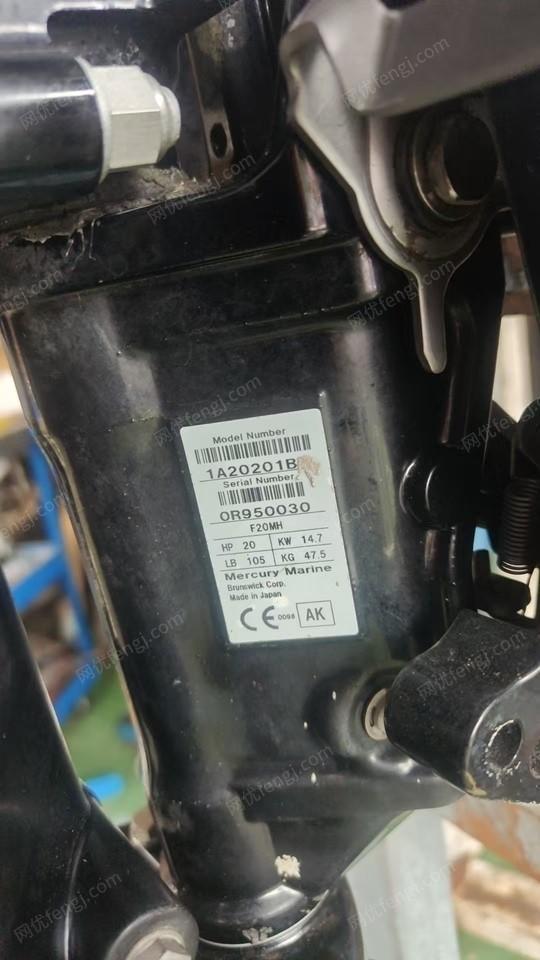 Model Number
1A20201B
Serial Number
0R950030
F20MH
HP 20 KW 14.7
LB 105 KG 47.5
Mercury Marine
Brunswick Corp.
Made in Japan
CE 0098 AK
网优fengj.com